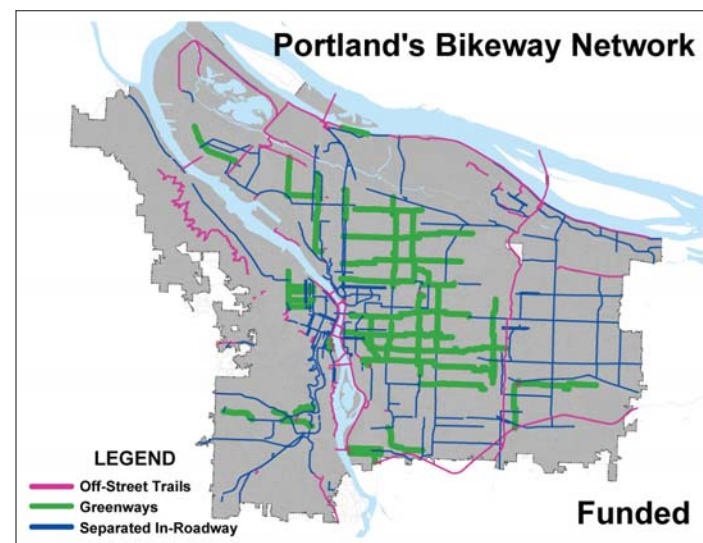 Portland's Bikeway Network
LEGEND
Off-Street Trails
Greenways
Separated In-Roadway
Funded